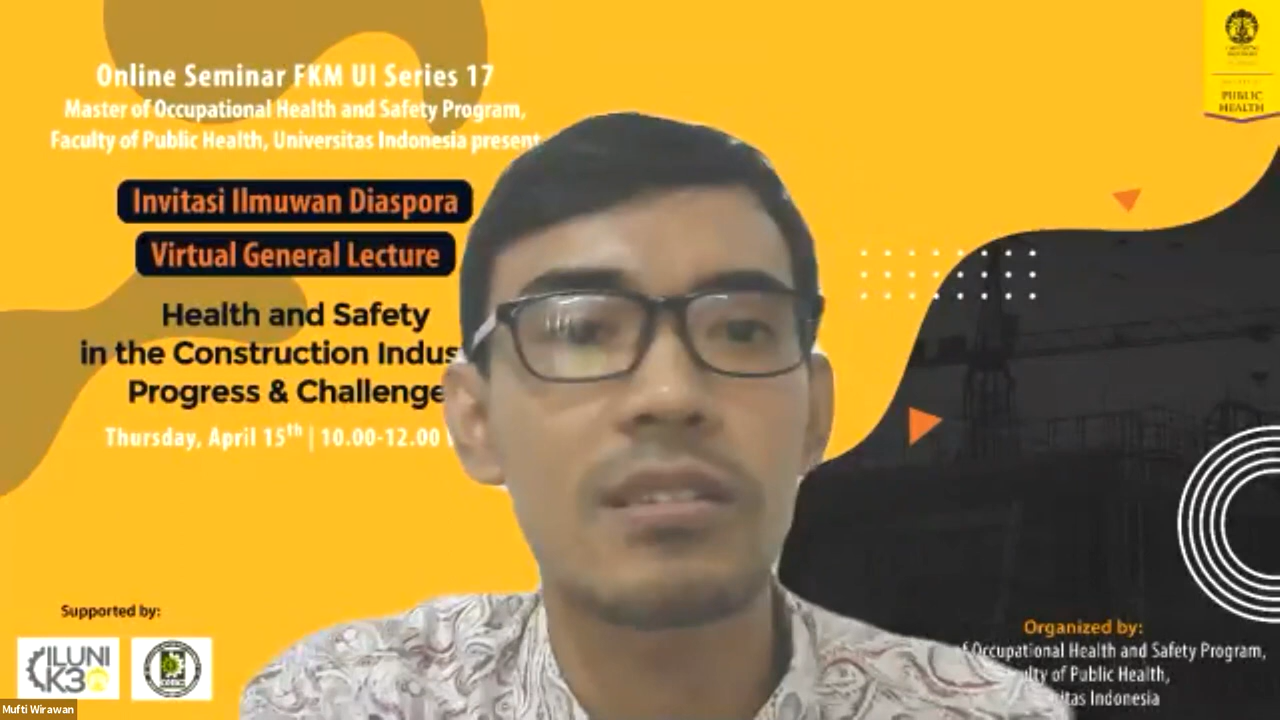 Online Seminar FKM UI Series 17
Master of Occupational Health and Safety Program,
Faculty of Public Health, Universitas Indonesia present
Invitasi Ilmuwan Diaspora
Virtual General Lecture
Health and Safety
in the Construction Indus
Progress & Challenge
Thursday, April 15th | 10.00-12.00
PUBLIC
HEALTH
Supported by:
ILUNI
K3
Organized by:
f Occupational Health and Safety Program,
ulty of Public Health,
itas Indonesia
Mufti Wirawan